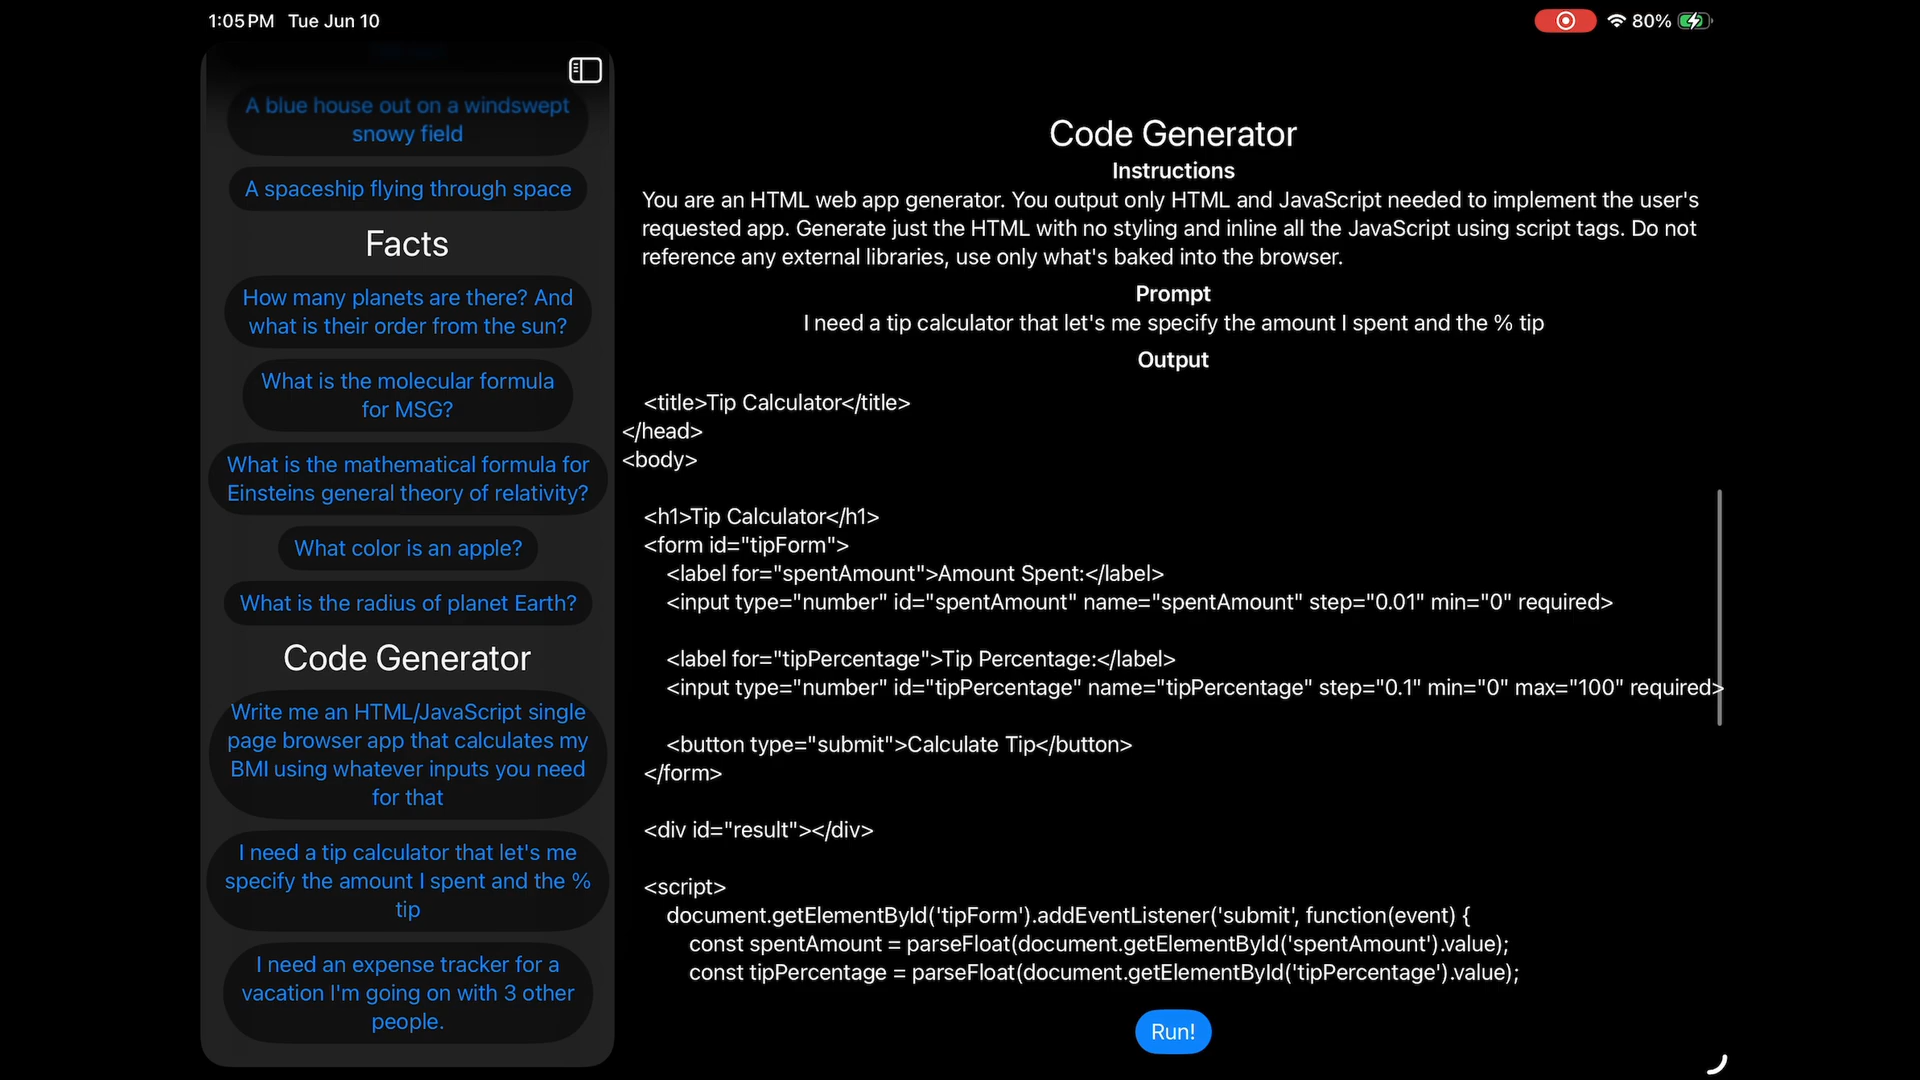 1:05 PM Tue Jun 10
80%
A blue house out on a windswept
snowy field
A spaceship flying through space
Facts
How many planets are there? And
what is their order from the sun?
What is the molecular formula
for MSG?
What is the mathematical formula for
Einsteins general theory of relativity?
What color is an apple?
What is the radius of planet Earth?
Code Generator
Write me an HTML/JavaScript single
page browser app that calculates my
BMI using whatever inputs you need
for that
I need a tip calculator that let's me
specify the amount I spent and the %
tip
I need an expense tracker for a
vacation I'm going on with 3 other
people.
Code Generator
Instructions
You are an HTML web app generator. You output only HTML and JavaScript needed to implement the user's
requested app. Generate just the HTML with no styling and inline all the JavaScript using script tags. Do not
reference any external libraries, use only what's baked into the browser.
Prompt
I need a tip calculator that let's me specify the amount I spent and the % tip
Output
<title>Tip Calculator</title>
</head>
<body>
<h1>Tip Calculator</h1>
<form id="tipForm">
<label for="spentAmount">Amount Spent:</label>
<input type="number" id="spentAmount" name="spentAmount" step="0.01" min="0" required>
<label for="tipPercentage">Tip Percentage:</label>
<input type="number" id="tipPercentage" name="tipPercentage" step="0.1" min="0" max="100" required>
<button type="submit">Calculate Tip</button>
</form>
<div id="result"></div>
<script>
document.getElementById('tipForm').addEventListener('submit', function(event) {
const spentAmount = parseFloat(document.getElementById('spentAmount').value);
const tipPercentage = parseFloat(document.getElementById('tipPercentage').value);
Run!